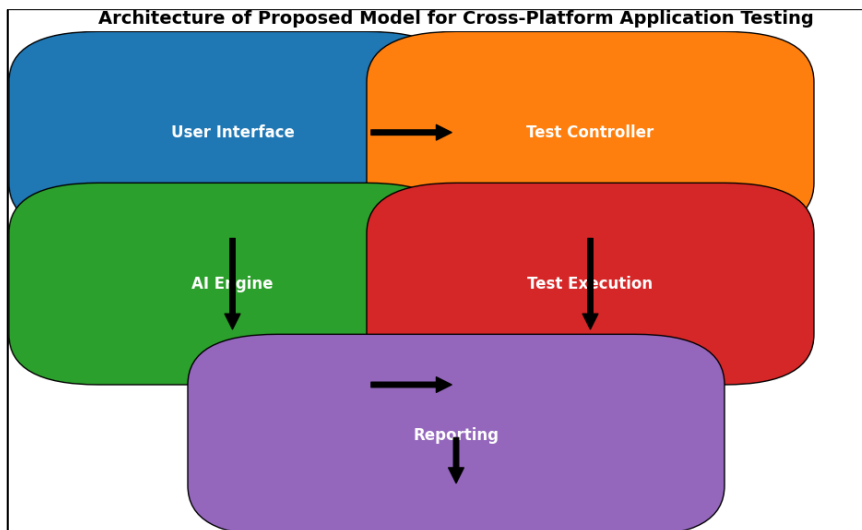 Architecture of Proposed Model for Cross-Platform Application Testing
User Interface
Test Controller
AI Engine
Test Execution
Reporting